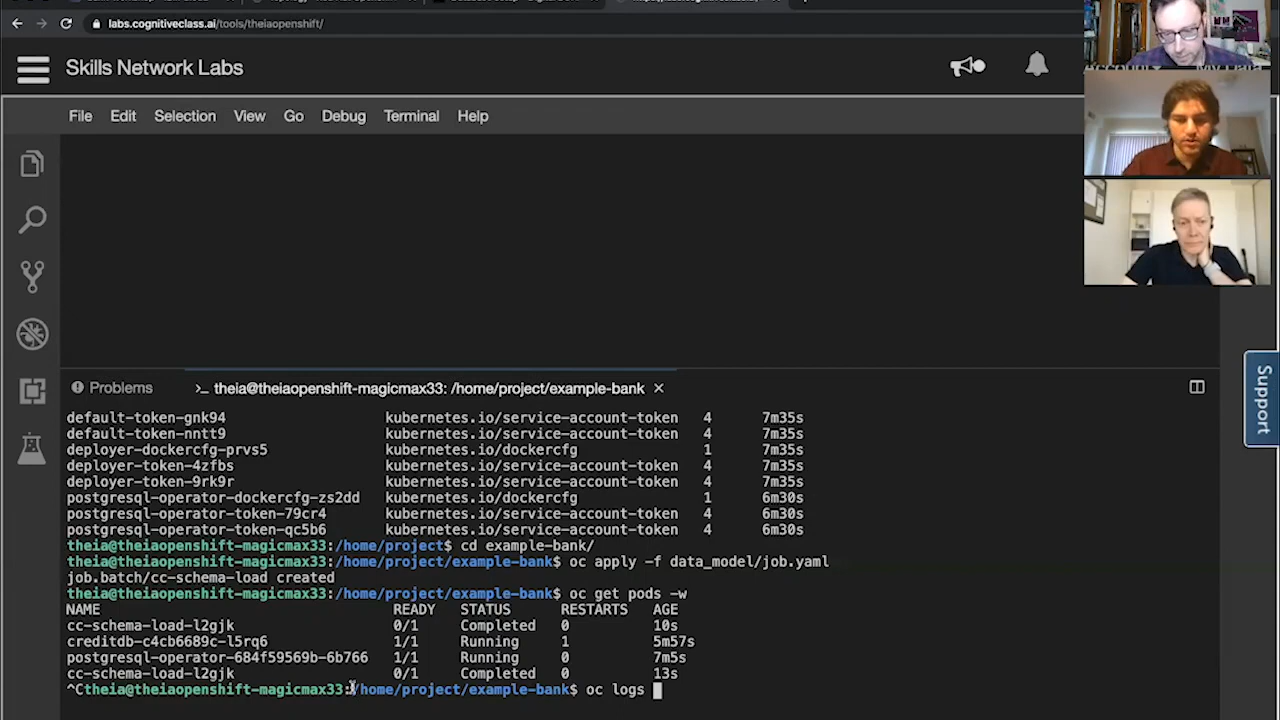 labs.cognitiveclass.ai/tools/theiaopenshift/
Skills Network Labs
File Edit Selection View Go Debug Terminal Help
Support
Problems >_ theia@theiaopenshift-magicmax33: /home/project/example-bank ×
default-token-gnk94 kubernetes.io/service-account-token 4 7m35s
default-token-nntt9 kubernetes.io/service-account-token 4 7m35s
deployer-dockercfg-prvs5 kubernetes.io/dockercfg 1 7m35s
deployer-token-4zfbs kubernetes.io/service-account-token 4 7m35s
deployer-token-9rk9r kubernetes.io/service-account-token 4 7m35s
postgresql-operator-dockercfg-zs2dd kubernetes.io/dockercfg 1 6m30s
postgresql-operator-token-79cr4 kubernetes.io/service-account-token 4 6m30s
postgresql-operator-token-qc5b6 kubernetes.io/service-account-token 4 6m30s
theia@theiaopenshift-magicmax33:/home/project$ cd example-bank/
theia@theiaopenshift-magicmax33:/home/project/example-bank$ oc apply -f data_model/job.yaml
job.batch/cc-schema-load created
theia@theiaopenshift-magicmax33:/home/project/example-bank$ oc get pods -w
NAME READY STATUS RESTARTS AGE
cc-schema-load-l2gjk 0/1 Completed 0 10s
creditdb-c4cb6689c-l5rq6 1/1 Running 1 5m57s
postgresql-operator-684f59569b-6b766 1/1 Running 0 7m5s
cc-schema-load-l2gjk 0/1 Completed 0 13s
^Ctheia@theiaopenshift-magicmax33:/home/project/example-bank$ oc logs